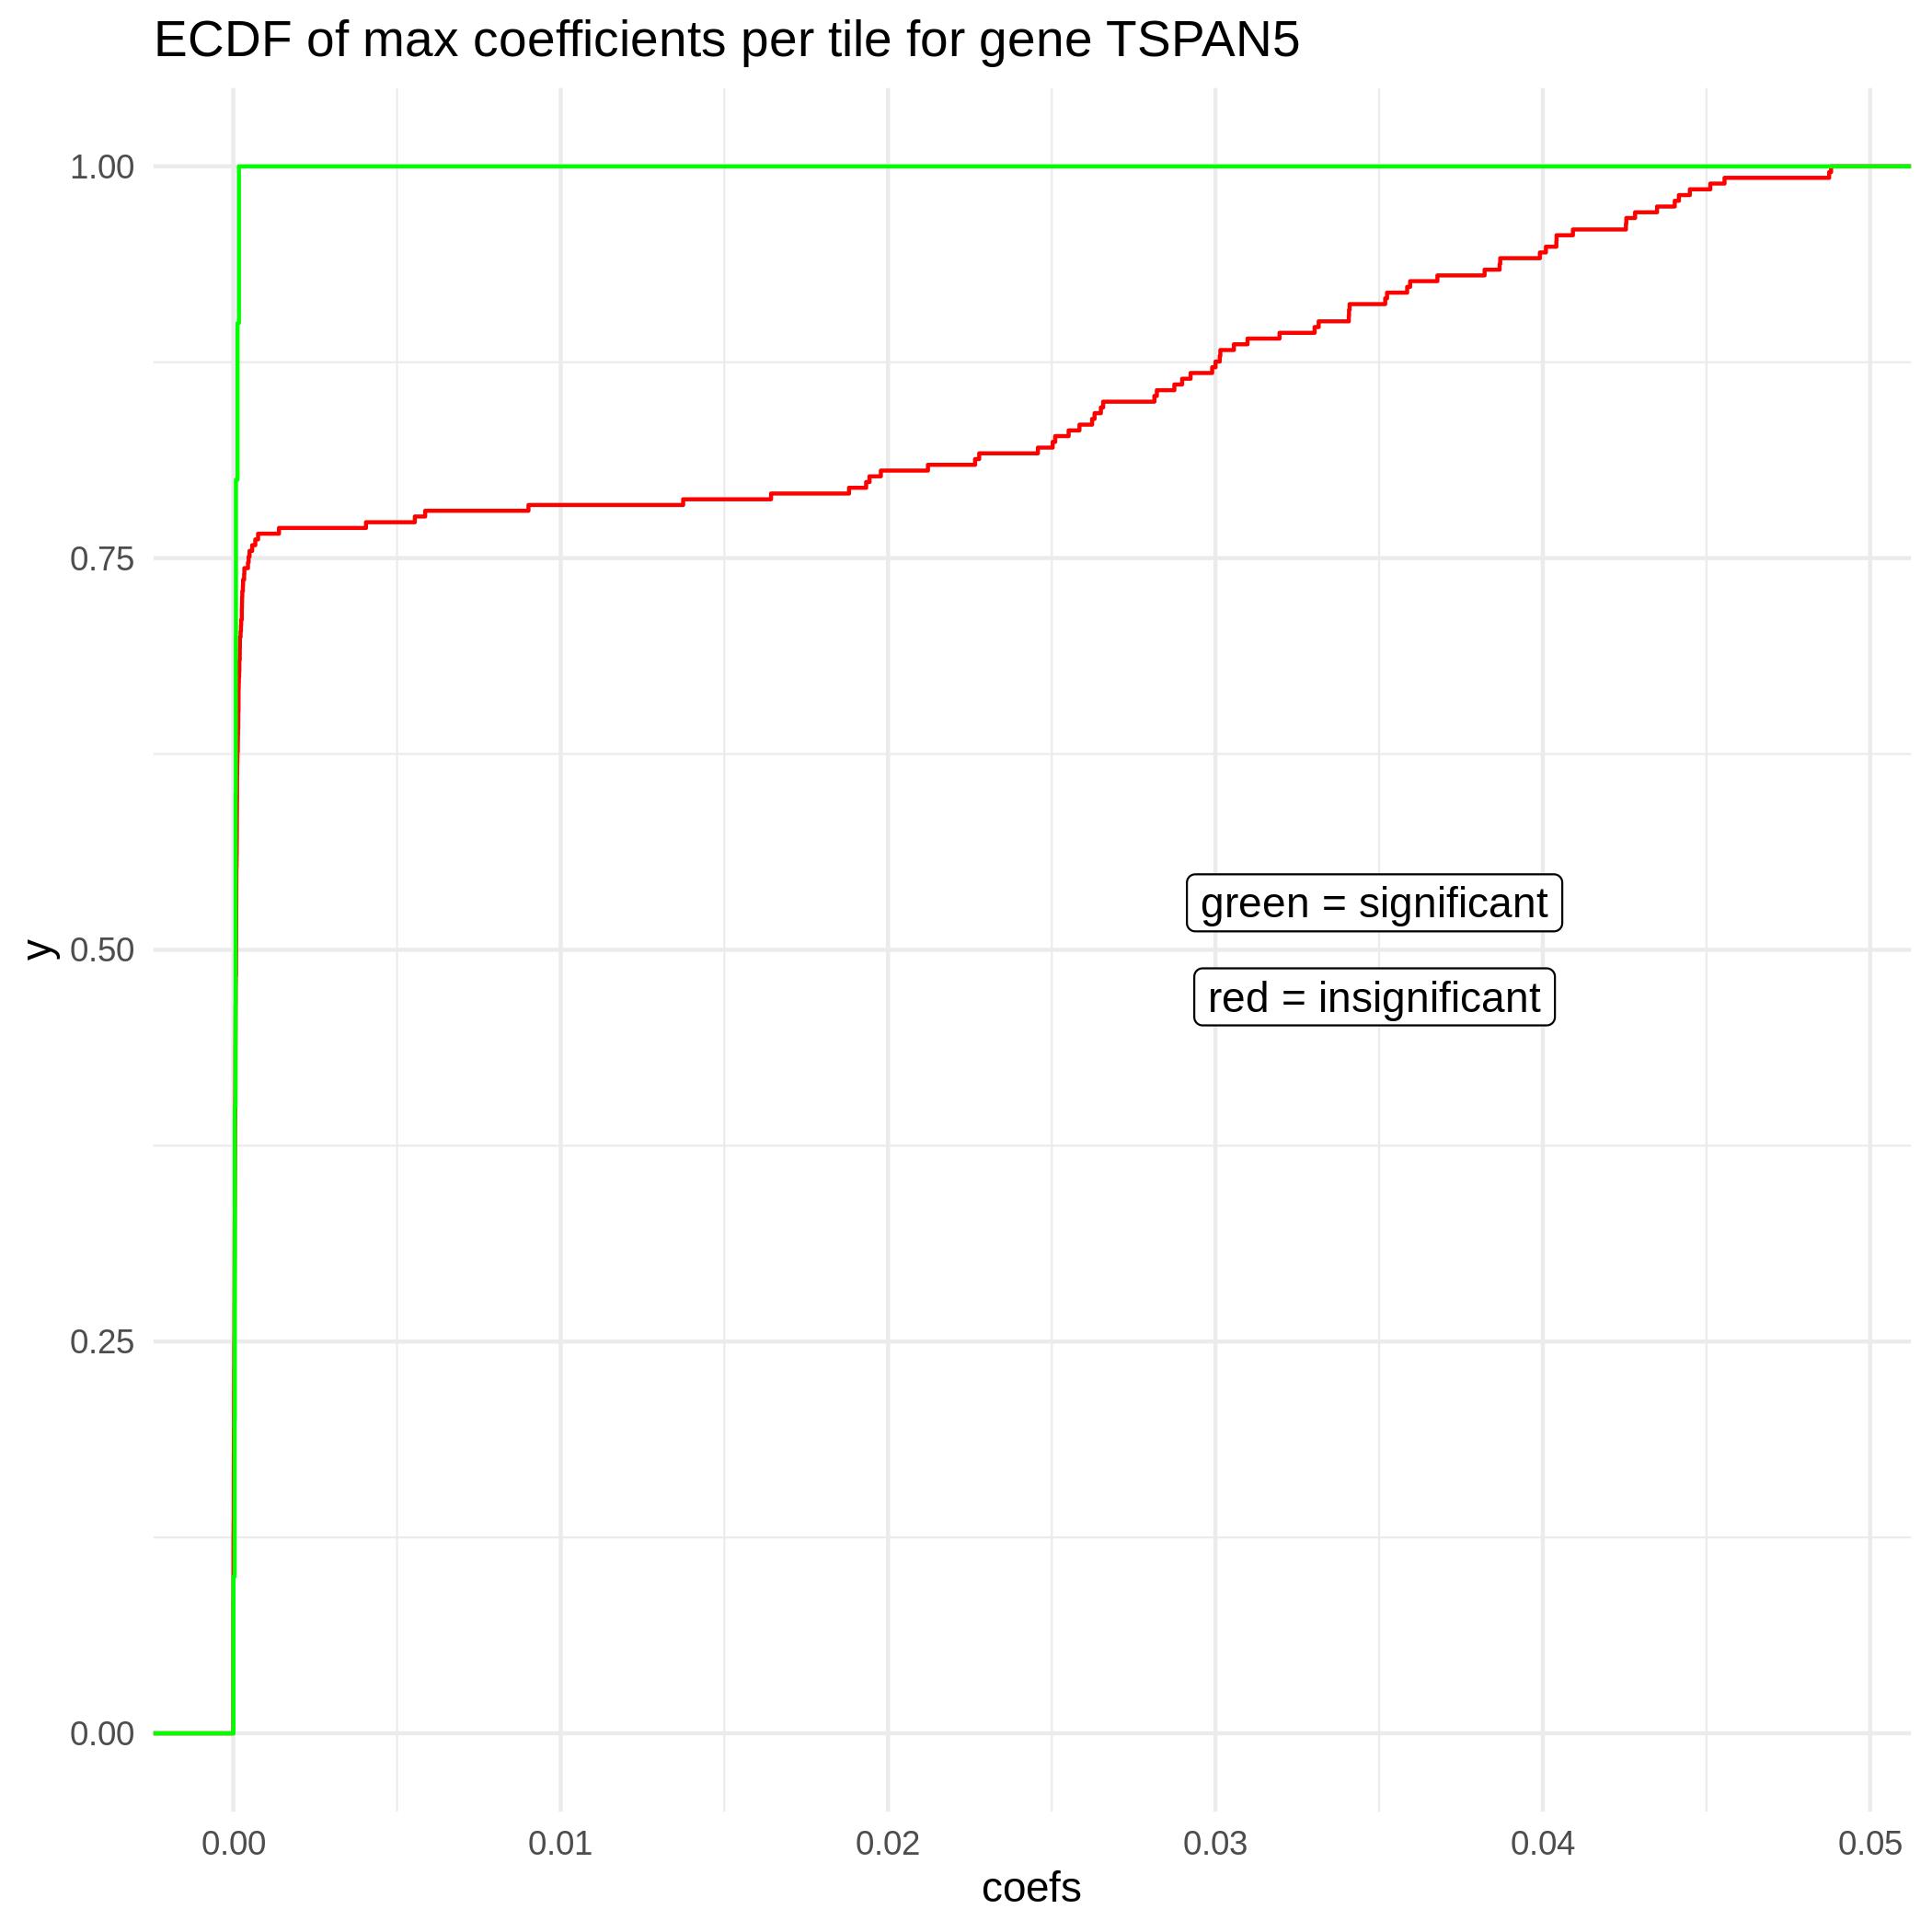 ECDF of max coefficients per tile for gene TSPAN5
1.00
0.75
0.50
0.25
0.00
y
green = significant
red = insignificant
0.00 0.01 0.02 0.03 0.04 0.05
coefs